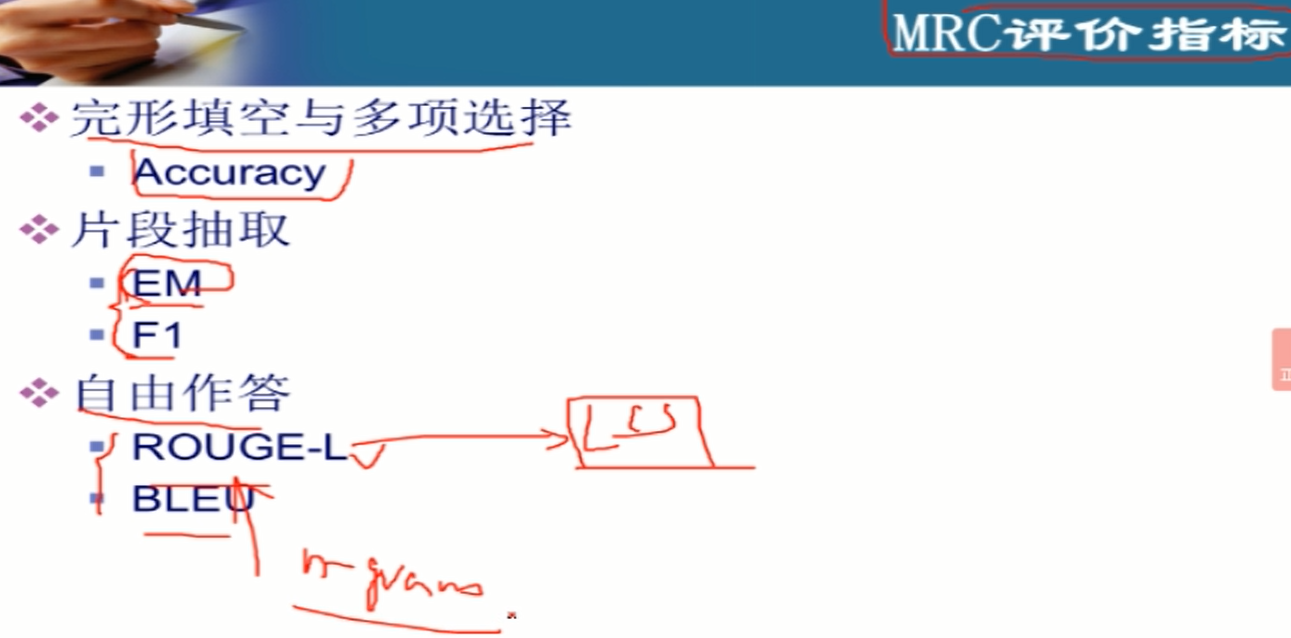 MRC评价指标
完形填空与多项选择
Accuracy
片段抽取
EM
F1
自由作答
ROUGE-L
LCS
BLEU
n-grams